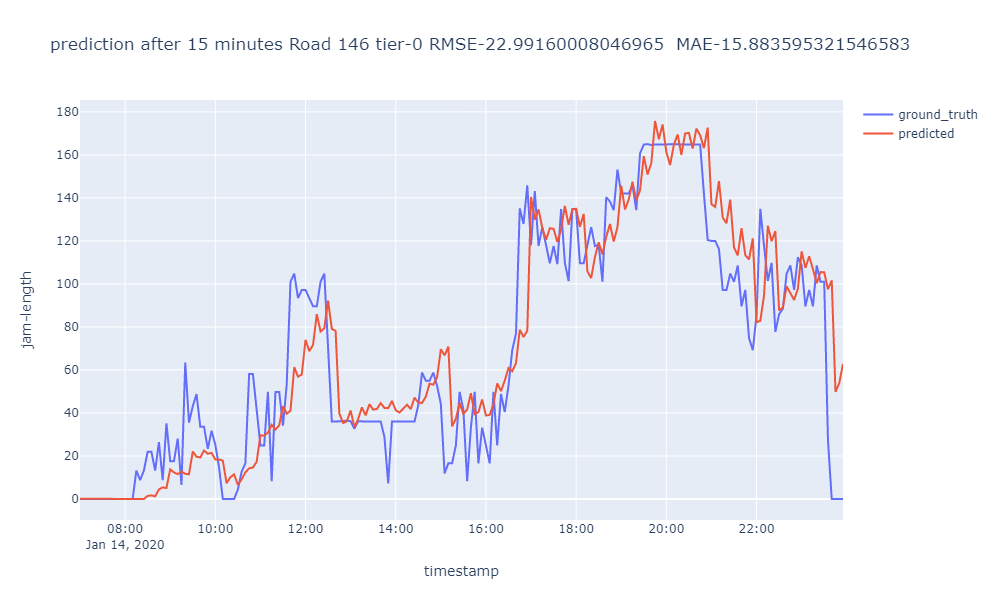 prediction after 15 minutes Road 146 tier-0 RMSE-22.99160008046965  MAE-15.883595321546583
ground_truth
predicted
jam-length
180
160
140
120
100
80
60
40
20
0
08:00 10:00 12:00 14:00 16:00 18:00 20:00 22:00
Jan 14, 2020
timestamp